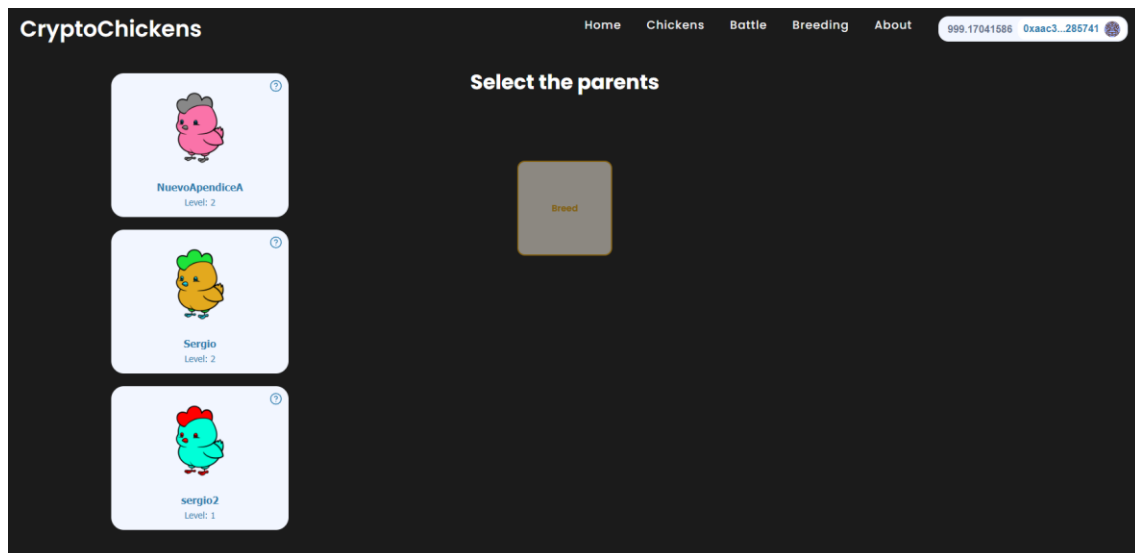 CryptoChickens
Home Chickens Battle Breeding About 999.17041586 0xaac3...285741
Select the parents
NuevoApendiceA
Level: 2
Breed
Sergio
Level: 2
sergio2
Level: 1